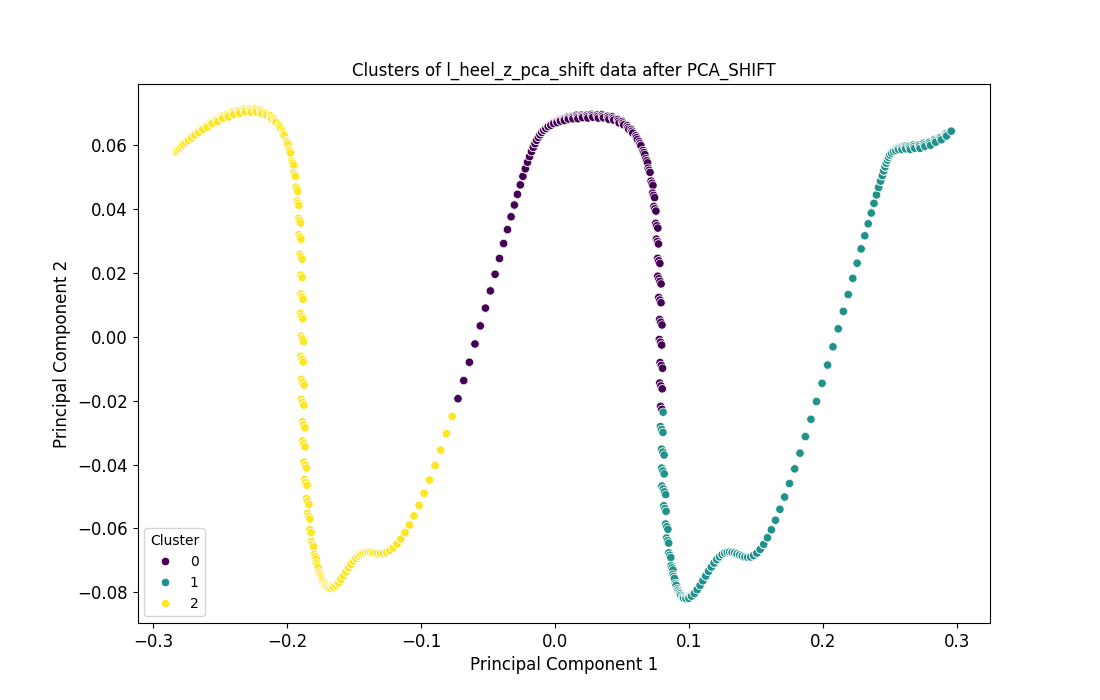 Clusters of l_heel_z_pca_shift data after PCA_SHIFT
Principal Component 2
0.06
0.04
0.02
0.00
−0.02
−0.04
−0.06
−0.08
Cluster
0
1
2
−0.3 −0.2 −0.1 0.0 0.1 0.2 0.3
Principal Component 1